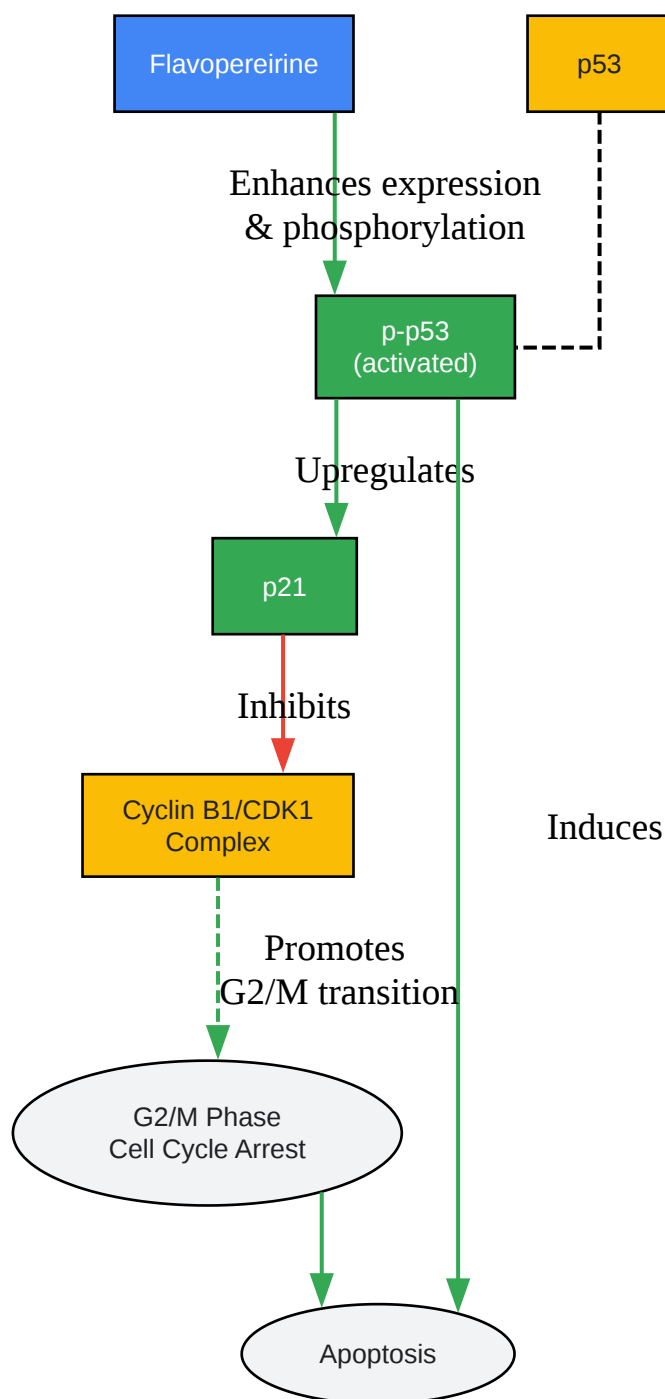 Flavopereirine
p53
Enhances expression
& phosphorylation
p-p53
(activated)
Upregulates
p21
Inhibits
Cyclin B1/CDK1
Complex
Induces
Promotes
G2/M transition
G2/M Phase
Cell Cycle Arrest
Apoptosis